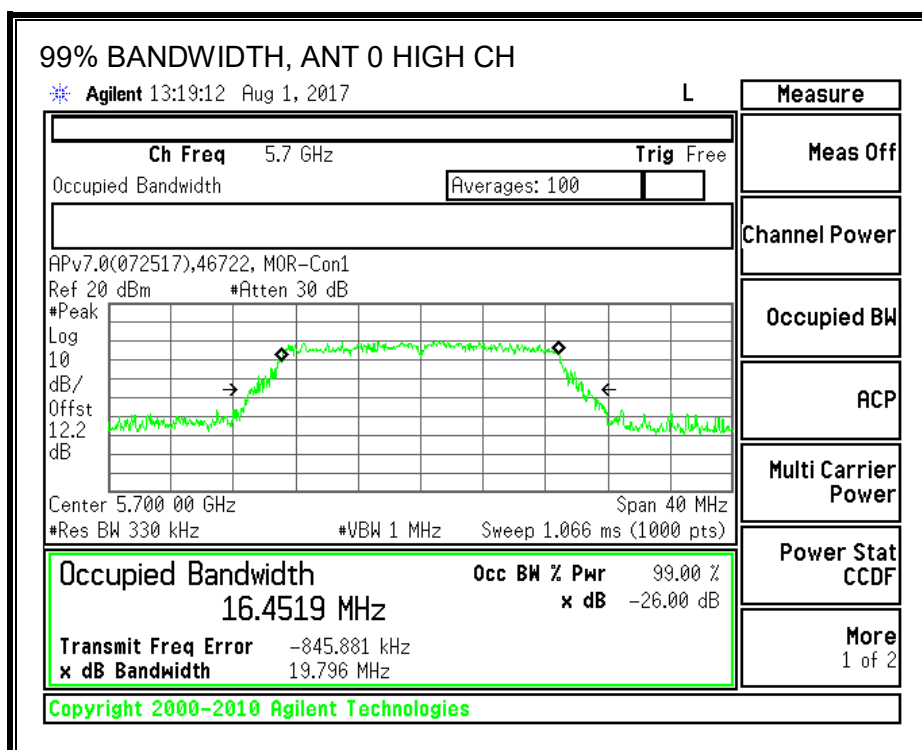 99% BANDWIDTH, ANT 0 HIGH CH
Agilent 13:19:12 Aug 1, 2017 L
Measure
Ch Freq 5.7 GHz Trig Free
Occupied Bandwidth Averages: 100
APv7.0(072517),46722, MOR-Con1
Ref 20 dBm #Atten 30 dB
#Peak
Log
10
dB/
Offst
12.2
dB
Center 5.700 00 GHz Span 40 MHz
#Res BW 330 kHz #VBW 1 MHz Sweep 1.066 ms (1000 pts)
Occupied Bandwidth Occ BW % Pwr 99.00 %
16.4519 MHz x dB -26.00 dB
Transmit Freq Error -845.881 kHz
x dB Bandwidth 19.796 MHz
Copyright 2000-2010 Agilent Technologies
Meas Off
Channel Power
Occupied BW
ACP
Multi Carrier
Power
Power Stat
CCDF
More
1 of 2